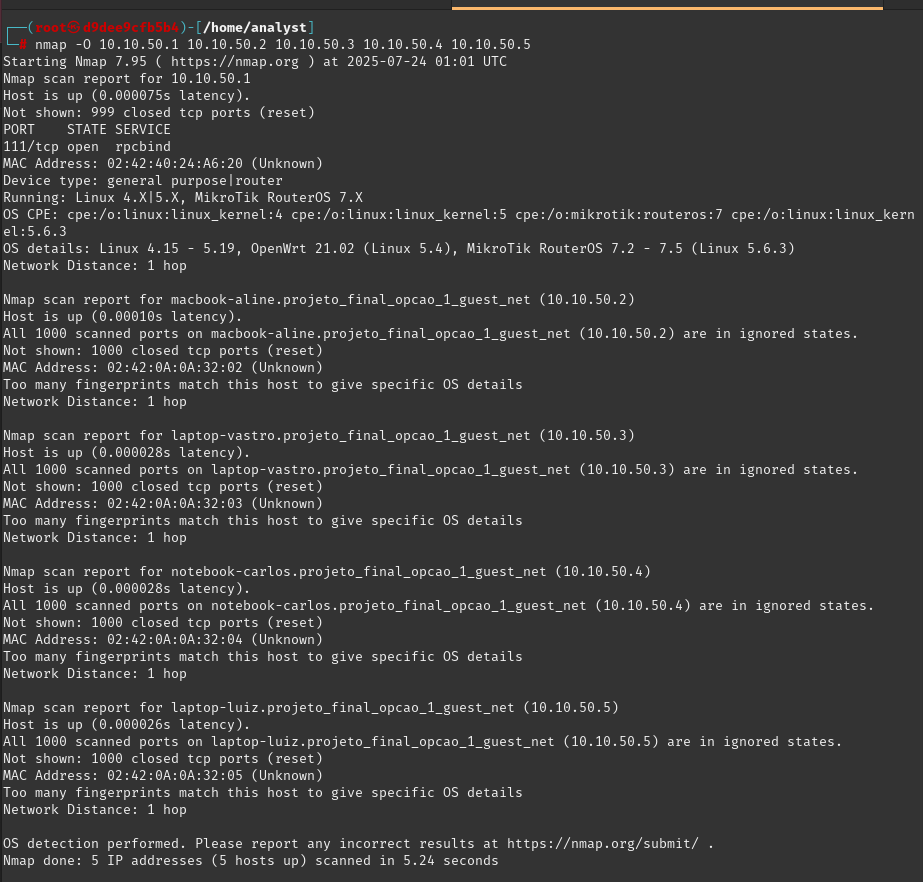 ┌──(root㉿d9dee9cfb5b4)-[/home/analyst]
└─# nmap -O 10.10.50.1 10.10.50.2 10.10.50.3 10.10.50.4 10.10.50.5
Starting Nmap 7.95 ( https://nmap.org ) at 2025-07-24 01:01 UTC
Nmap scan report for 10.10.50.1
Host is up (0.000075s latency).
Not shown: 999 closed tcp ports (reset)
PORT    STATE SERVICE
111/tcp open  rpcbind
MAC Address: 02:42:40:24:A6:20 (Unknown)
Device type: general purpose|router
Running: Linux 4.X|5.X, MikroTik RouterOS 7.X
OS CPE: cpe:/o:linux:linux_kernel:4 cpe:/o:linux:linux_kernel:5 cpe:/o:mikrotik:routeros:7 cpe:/o:linux:linux_kern
el:5.6.3
OS details: Linux 4.15 - 5.19, OpenWrt 21.02 (Linux 5.4), MikroTik RouterOS 7.2 - 7.5 (Linux 5.6.3)
Network Distance: 1 hop

Nmap scan report for macbook-aline.projeto_final_opcao_1_guest_net (10.10.50.2)
Host is up (0.00010s latency).
All 1000 scanned ports on macbook-aline.projeto_final_opcao_1_guest_net (10.10.50.2) are in ignored states.
Not shown: 1000 closed tcp ports (reset)
MAC Address: 02:42:0A:0A:32:02 (Unknown)
Too many fingerprints match this host to give specific OS details
Network Distance: 1 hop

Nmap scan report for laptop-vastro.projeto_final_opcao_1_guest_net (10.10.50.3)
Host is up (0.000028s latency).
All 1000 scanned ports on laptop-vastro.projeto_final_opcao_1_guest_net (10.10.50.3) are in ignored states.
Not shown: 1000 closed tcp ports (reset)
MAC Address: 02:42:0A:0A:32:03 (Unknown)
Too many fingerprints match this host to give specific OS details
Network Distance: 1 hop

Nmap scan report for notebook-carlos.projeto_final_opcao_1_guest_net (10.10.50.4)
Host is up (0.000028s latency).
All 1000 scanned ports on notebook-carlos.projeto_final_opcao_1_guest_net (10.10.50.4) are in ignored states.
Not shown: 1000 closed tcp ports (reset)
MAC Address: 02:42:0A:0A:32:04 (Unknown)
Too many fingerprints match this host to give specific OS details
Network Distance: 1 hop

Nmap scan report for laptop-luiz.projeto_final_opcao_1_guest_net (10.10.50.5)
Host is up (0.000026s latency).
All 1000 scanned ports on laptop-luiz.projeto_final_opcao_1_guest_net (10.10.50.5) are in ignored states.
Not shown: 1000 closed tcp ports (reset)
MAC Address: 02:42:0A:0A:32:05 (Unknown)
Too many fingerprints match this host to give specific OS details
Network Distance: 1 hop

OS detection performed. Please report any incorrect results at https://nmap.org/submit/ .
Nmap done: 5 IP addresses (5 hosts up) scanned in 5.24 seconds